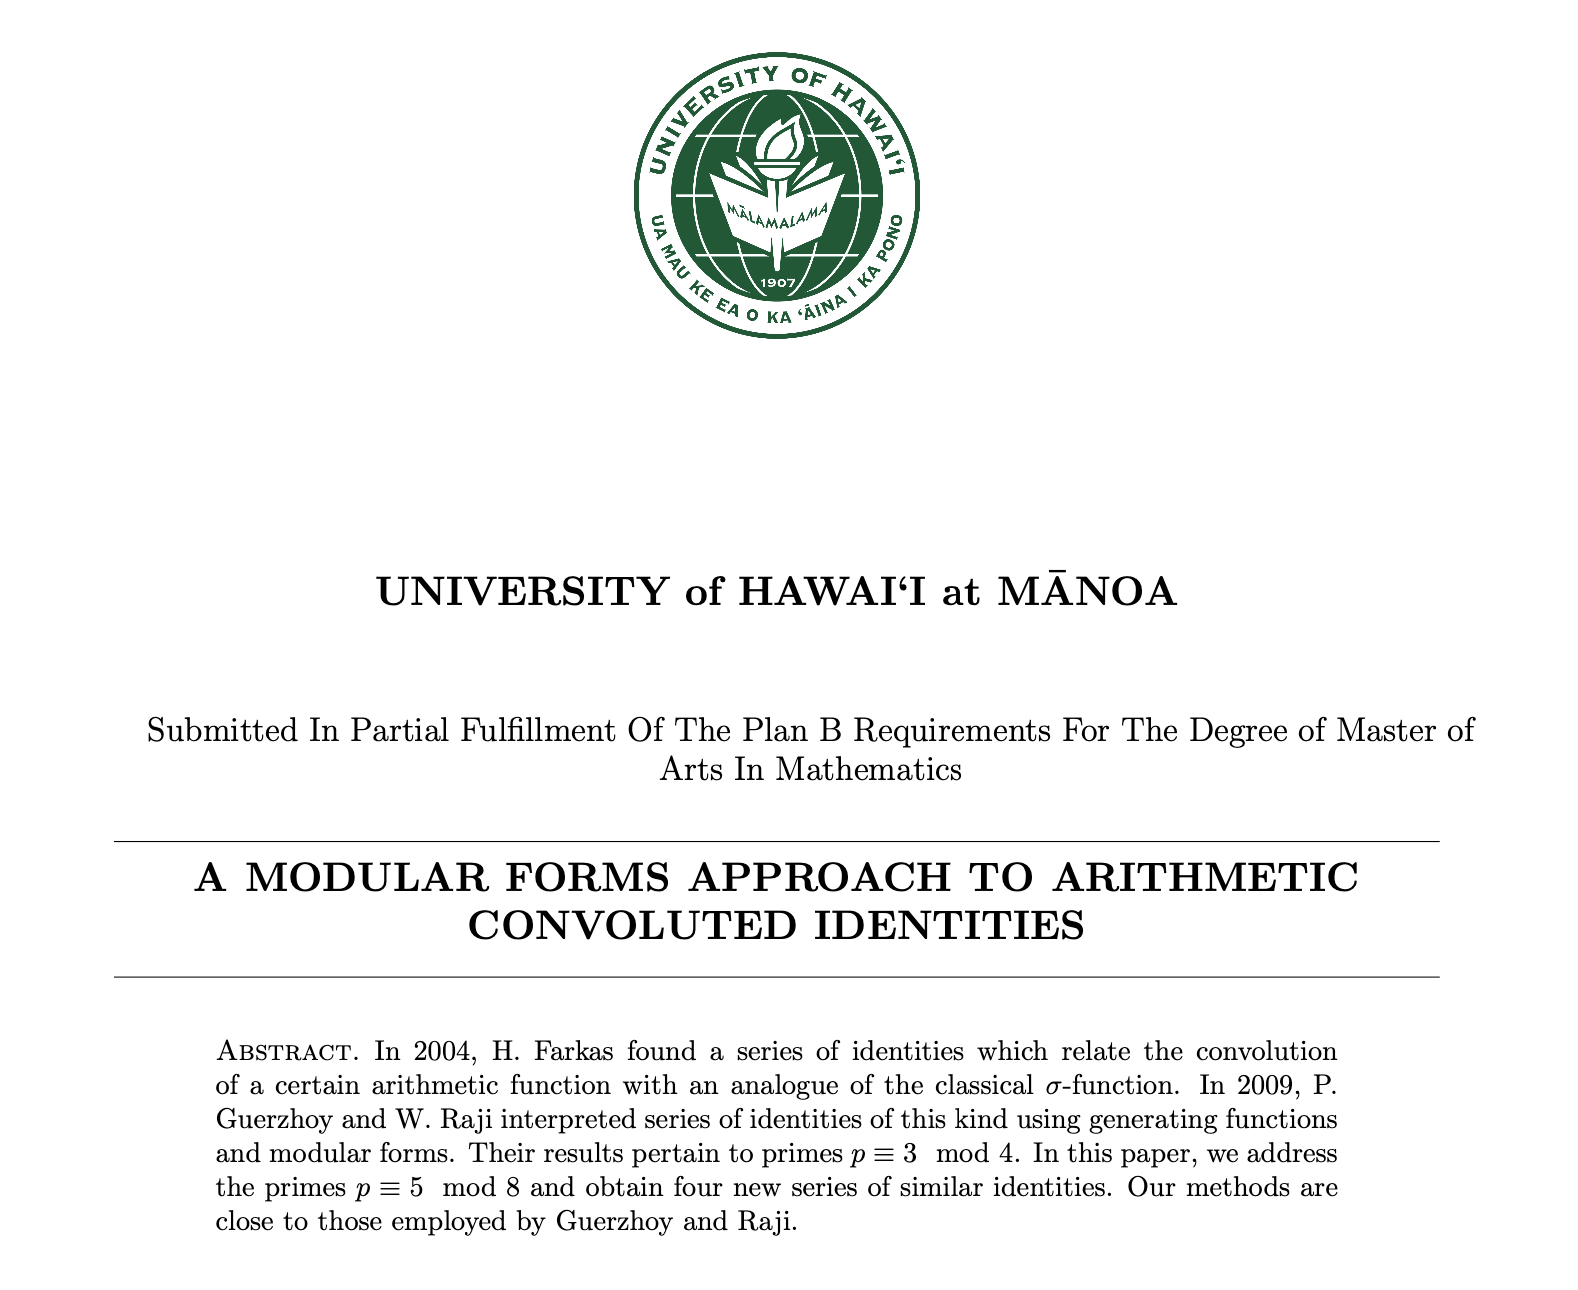 UNIVERSITY OF HAWAIʻI
MĀLAMALAMA
1907
UA MAU KE EA O KA ʻĀINA I KA PONO
UNIVERSITY of HAWAI‘I at MĀNOA
Submitted In Partial Fulfillment Of The Plan B Requirements For The Degree of Master of
Arts In Mathematics
A MODULAR FORMS APPROACH TO ARITHMETIC
CONVOLUTED IDENTITIES
ABSTRACT. In 2004, H. Farkas found a series of identities which relate the convolution
of a certain arithmetic function with an analogue of the classical σ-function. In 2009, P.
Guerzhoy and W. Raji interpreted series of identities of this kind using generating functions
and modular forms. Their results pertain to primes p ≡ 3 mod 4. In this paper, we address
the primes p ≡ 5 mod 8 and obtain four new series of similar identities. Our methods are
close to those employed by Guerzhoy and Raji.